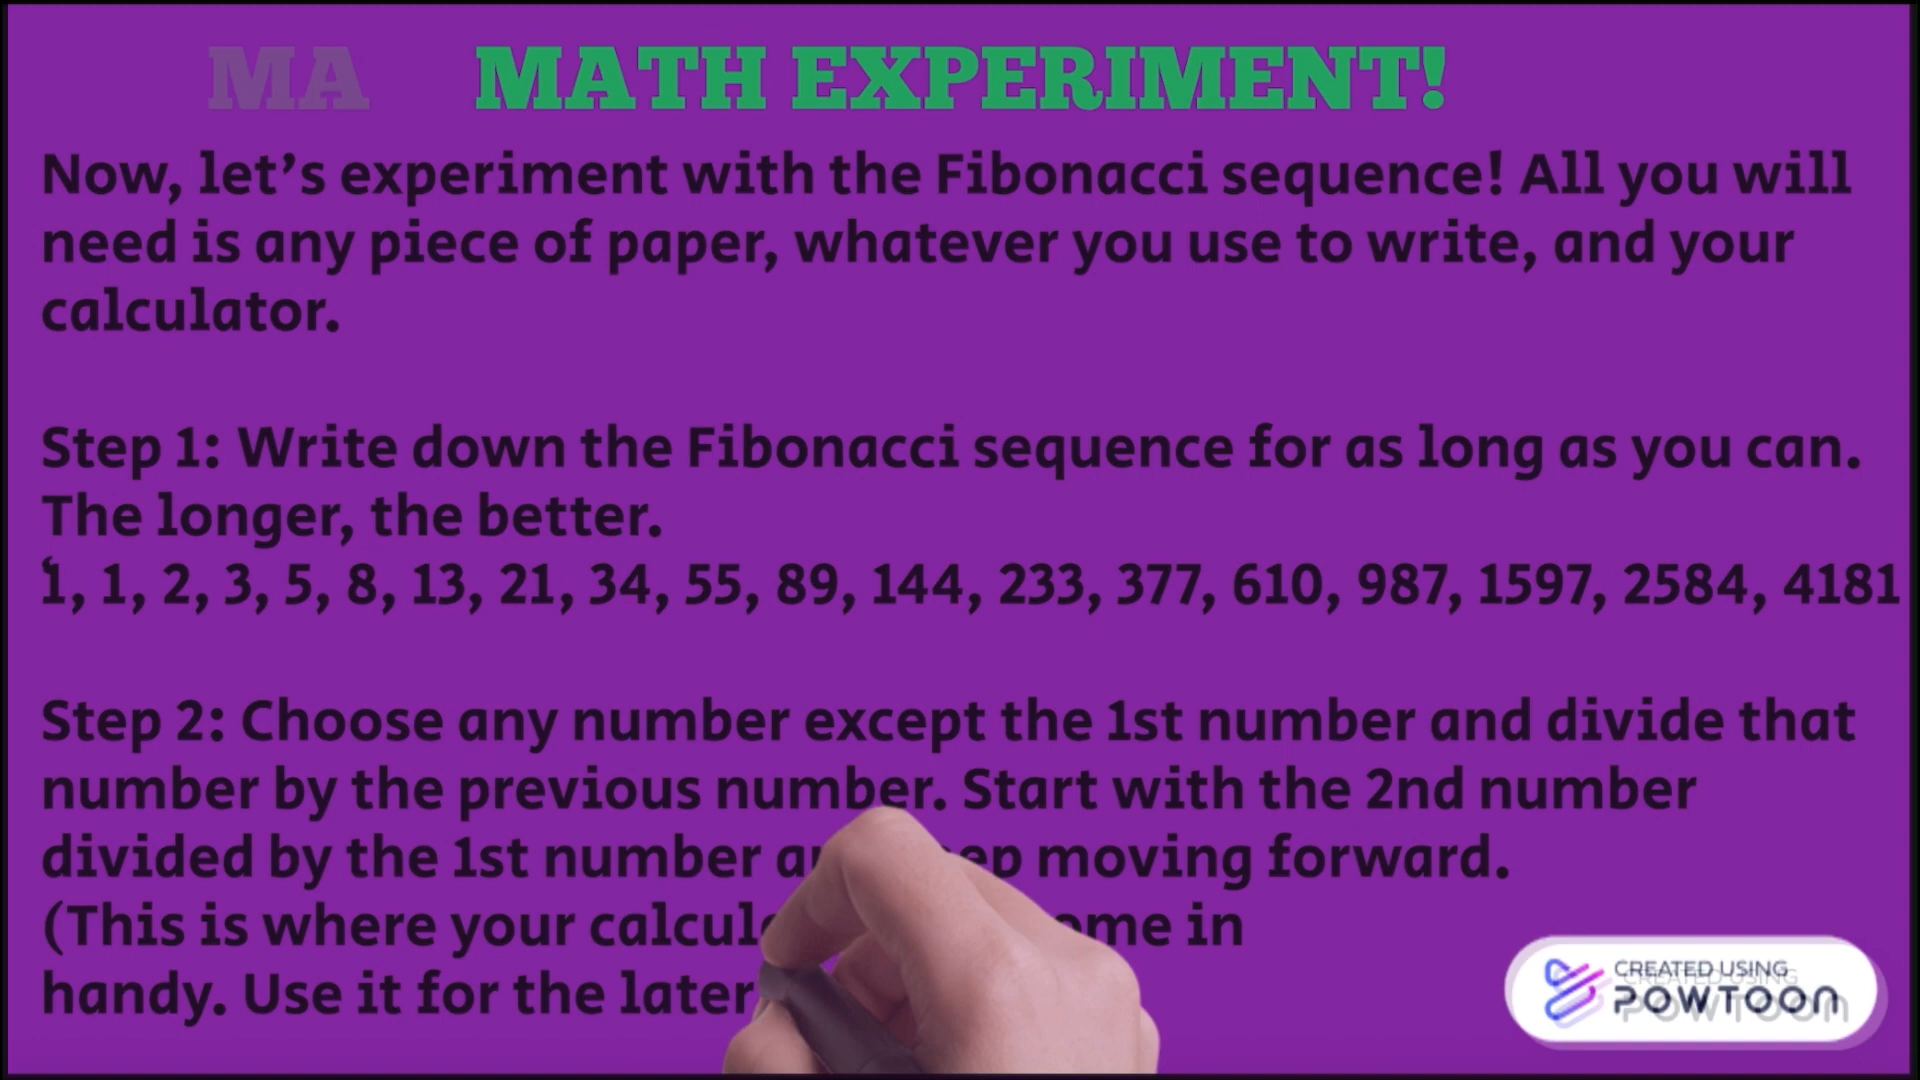 MA MATH EXPERIMENT!
Now, let's experiment with the Fibonacci sequence! All you will
need is any piece of paper, whatever you use to write, and your
calculator.
Step 1: Write down the Fibonacci sequence for as long as you can.
The longer, the better.
1, 1, 2, 3, 5, 8, 13, 21, 34, 55, 89, 144, 233, 377, 610, 987, 1597, 2584, 4181
Step 2: Choose any number except the 1st number and divide that
number by the previous number. Start with the 2nd number
divided by the 1st number moving forward.
(This is where your in
handy. Use it for the later
CREATED USING
POWTOON